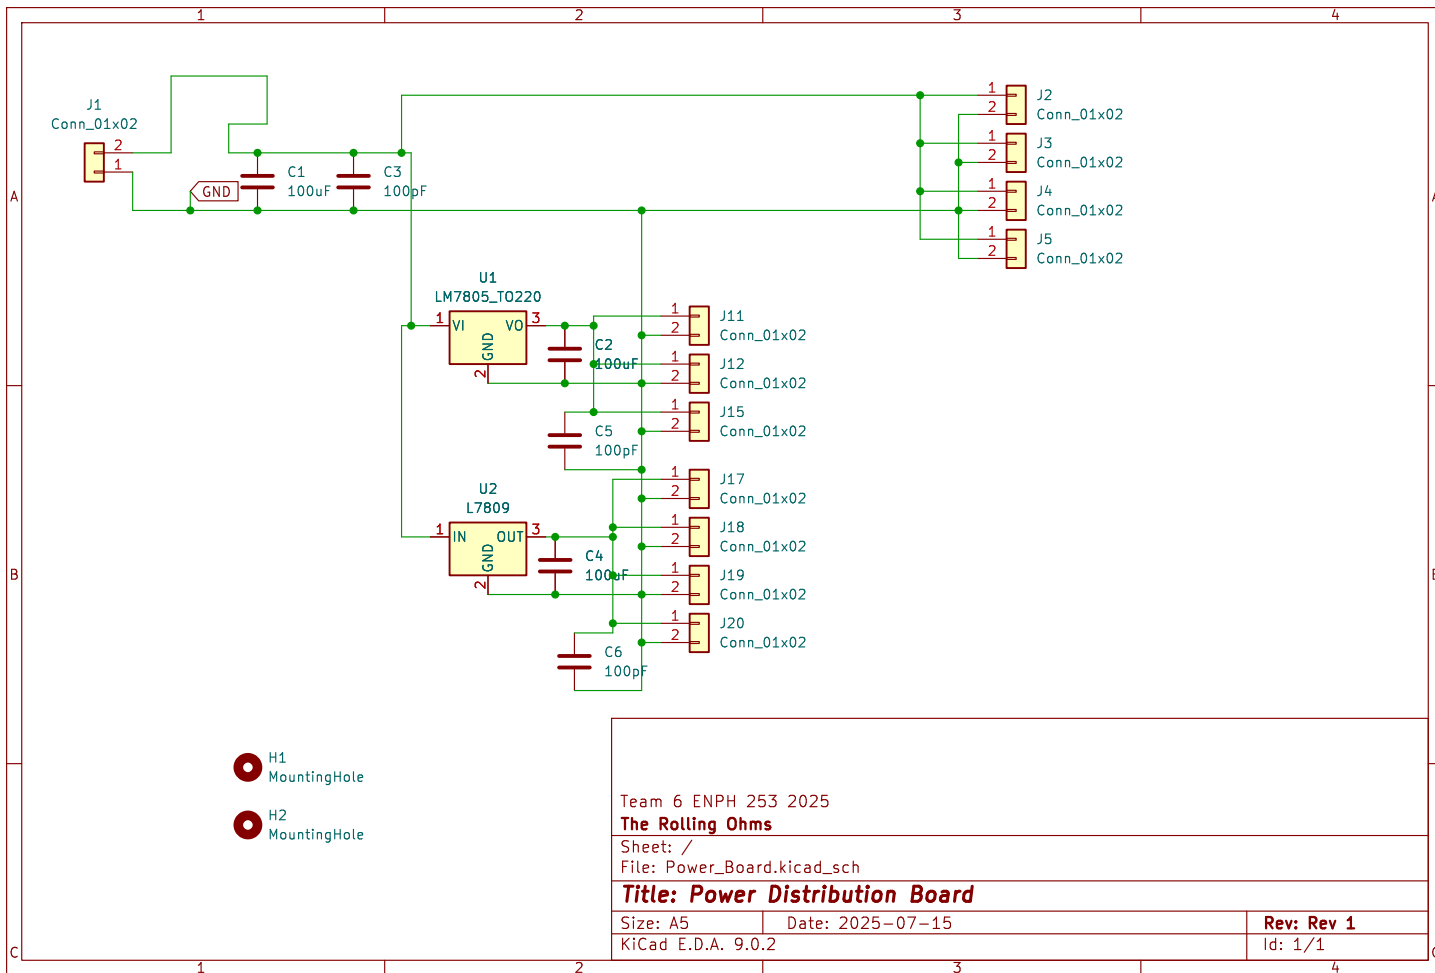 1 2 3 4
J1
Conn_01x02
2
1
GND
C1
100uF
C3
100pF
1 J2
2 Conn_01x02
1 J3
2 Conn_01x02
1 J4
2 Conn_01x02
1 J5
2 Conn_01x02
A A
U1
LM7805_TO220
1 VI VO 3
GND
2
C2
100uF
1 J11
2 Conn_01x02
1 J12
2 Conn_01x02
1 J15
2 Conn_01x02
C5
100pF
U2
L7809
1 IN OUT 3
GND
2
C4
100uF
1 J17
2 Conn_01x02
1 J18
2 Conn_01x02
1 J19
2 Conn_01x02
1 J20
2 Conn_01x02
B B
C6
100pF
H1
MountingHole
H2
MountingHole
Team 6 ENPH 253 2025
The Rolling Ohms
Sheet: /
File: Power_Board.kicad_sch
Title: Power Distribution Board
Size: A5 Date: 2025-07-15 Rev: Rev 1
KiCad E.D.A. 9.0.2 Id: 1/1
C C
1 2 3 4